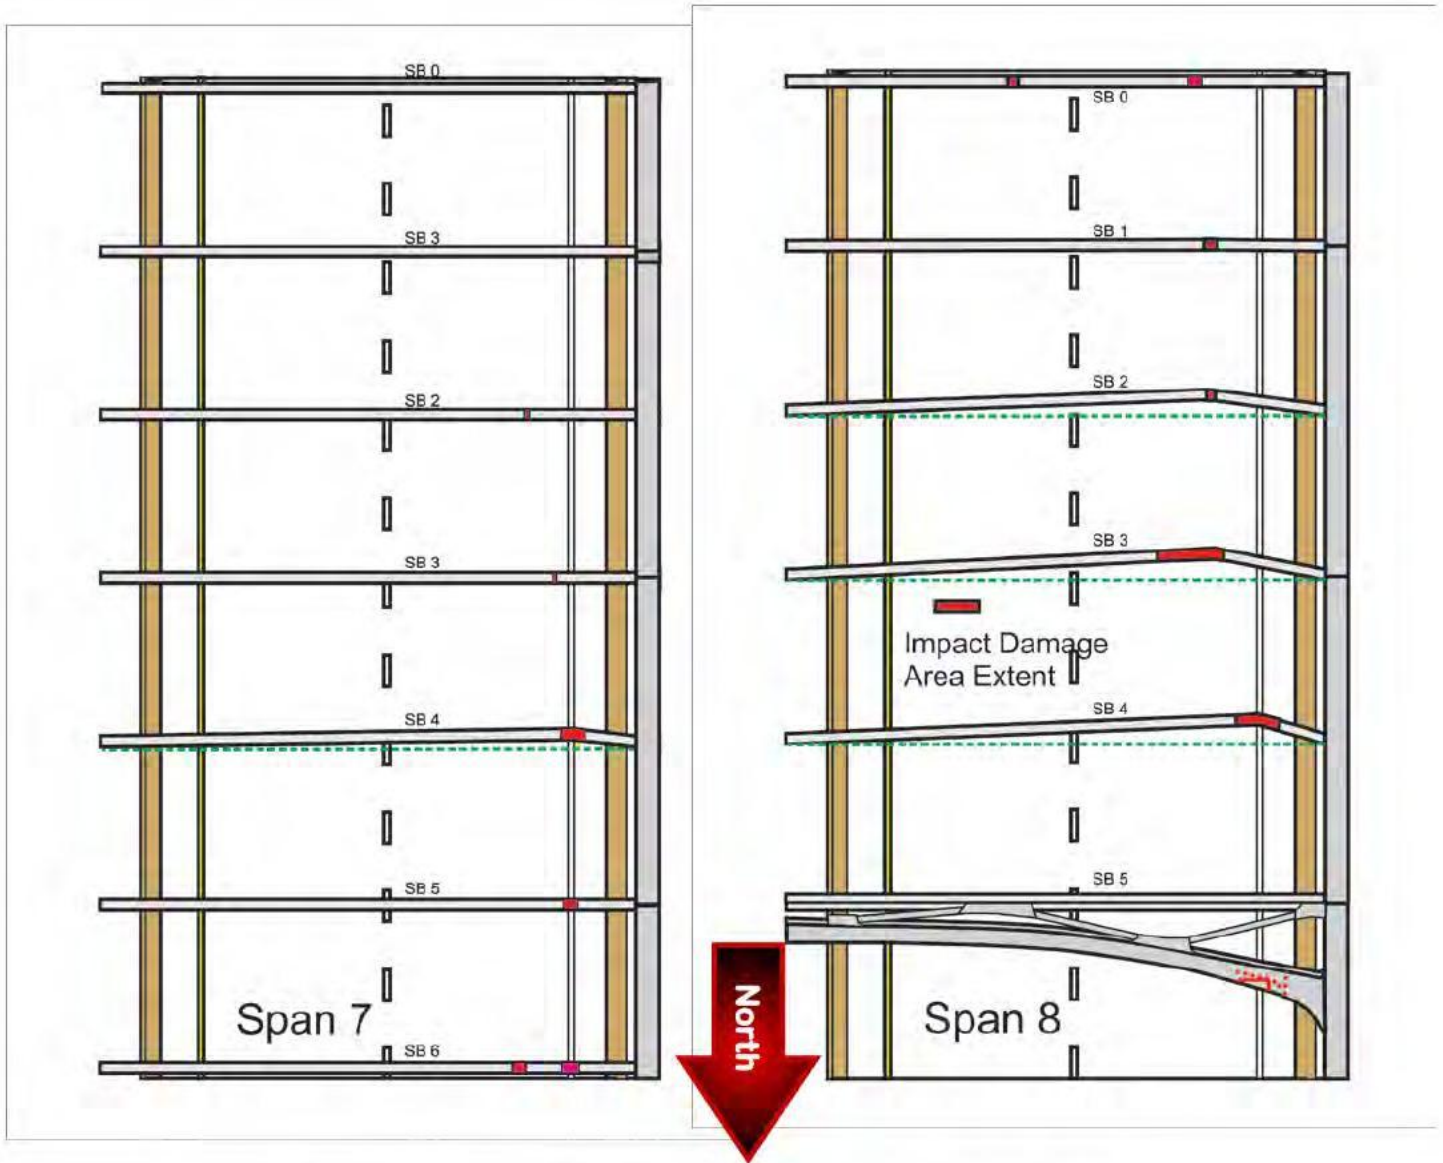 SB 0
SB 3
SB 2
SB 3
SB 4
SB 5
Span 7
SB 6
SB 0
SB 1
SB 2
SB 3
Impact Damage
Area Extent
SB 4
SB 5
Span 8
North